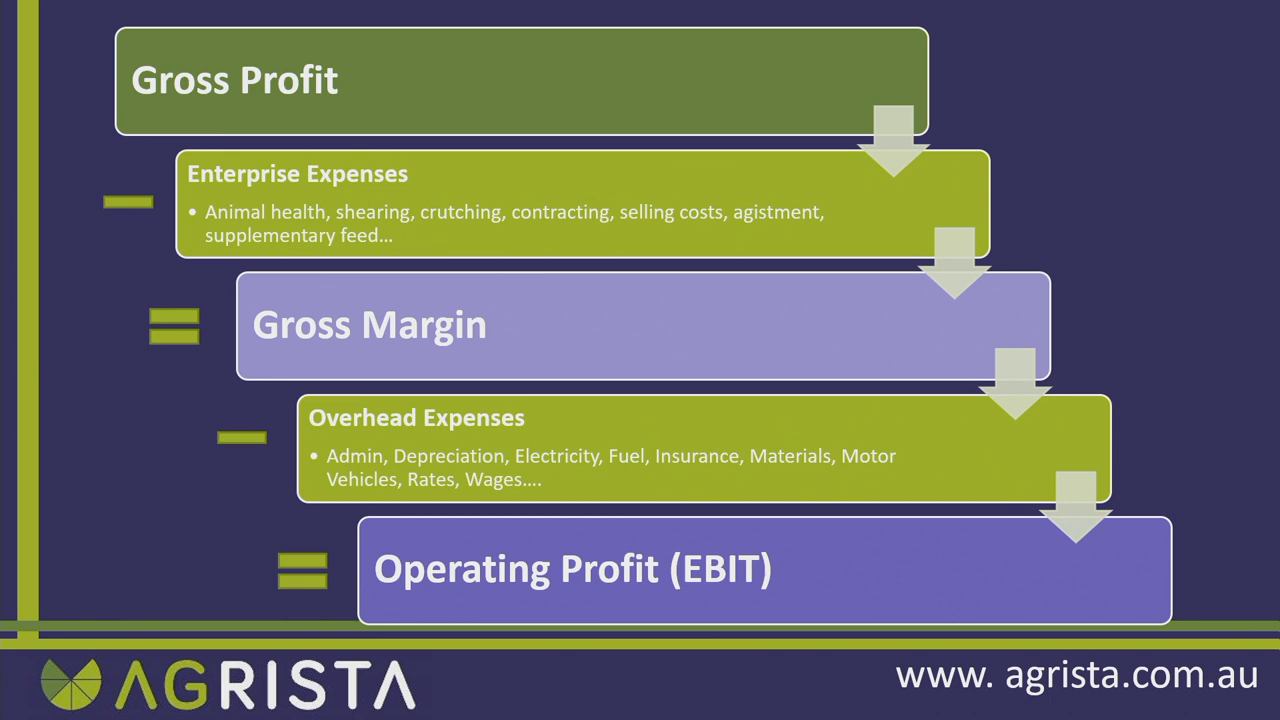 Gross Profit
Enterprise Expenses
• Animal health, shearing, crutching, contracting, selling costs, agistment,
supplementary feed...
Gross Margin
Overhead Expenses
• Admin, Depreciation, Electricity, Fuel, Insurance, Materials, Motor
Vehicles, Rates, Wages....
Operating Profit (EBIT)
AGRISTA
www. agrista.com.au